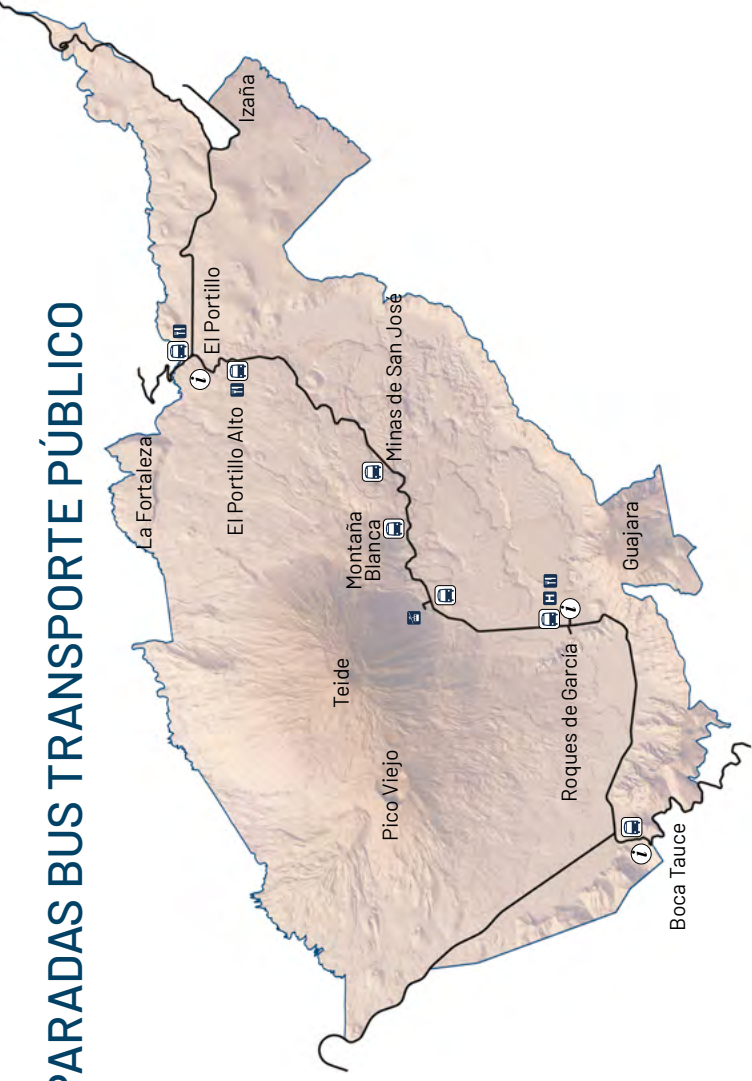 PARADAS BUS TRANSPORTE PÚBLICO
Izaña
El Portillo
La Fortaleza
El Portillo Alto
Minas de San José
Montaña
Blanca
Guajara
Teide
Roques de García
Pico Viejo
Boca Tauce
i
i
H
i